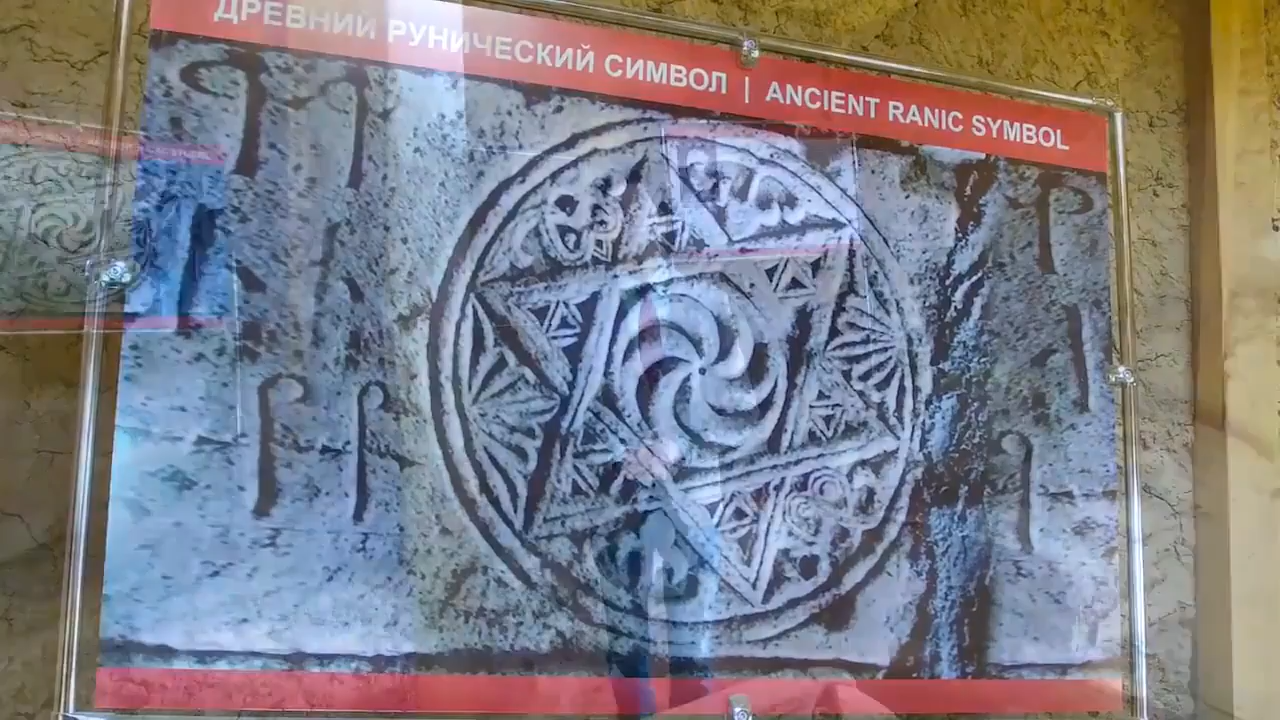 ДРЕВНИЙ РУНИЧЕСКИЙ СИМВОЛ | ANCIENT RANIC SYMBOL